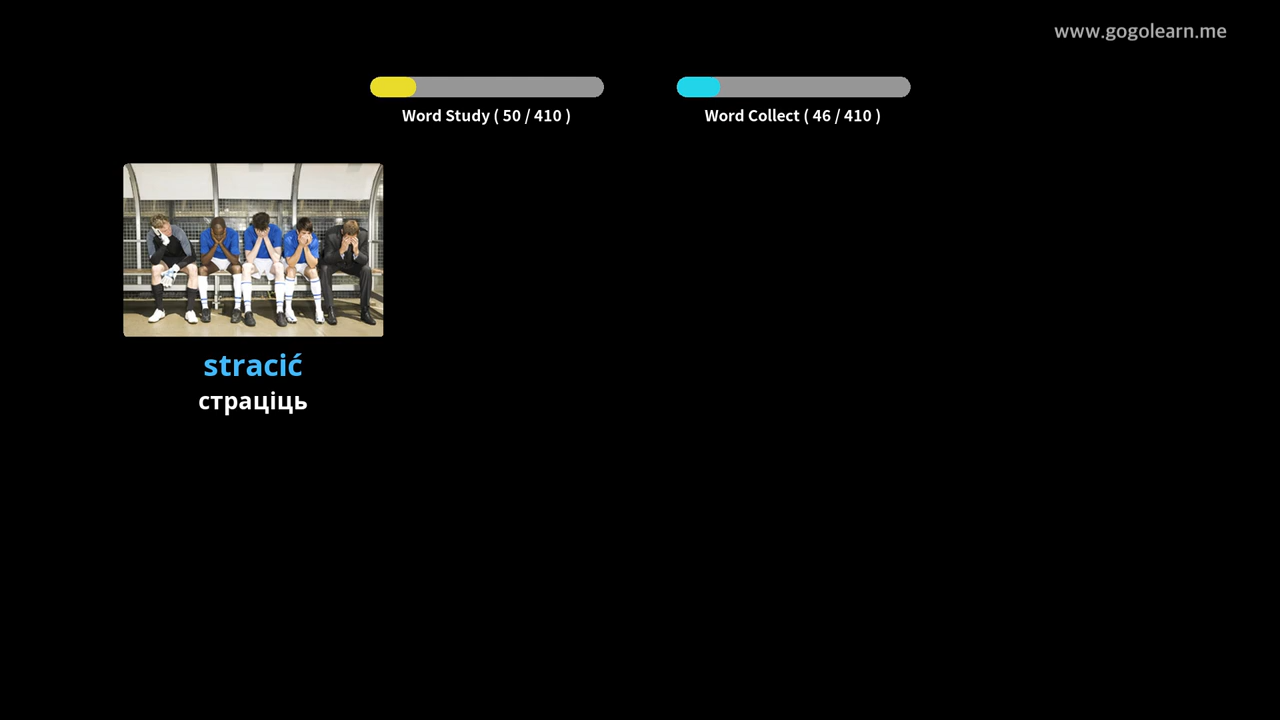 www.gogolearn.me
Word Study ( 50 / 410 )
Word Collect ( 46 / 410 )
stracić
страціць